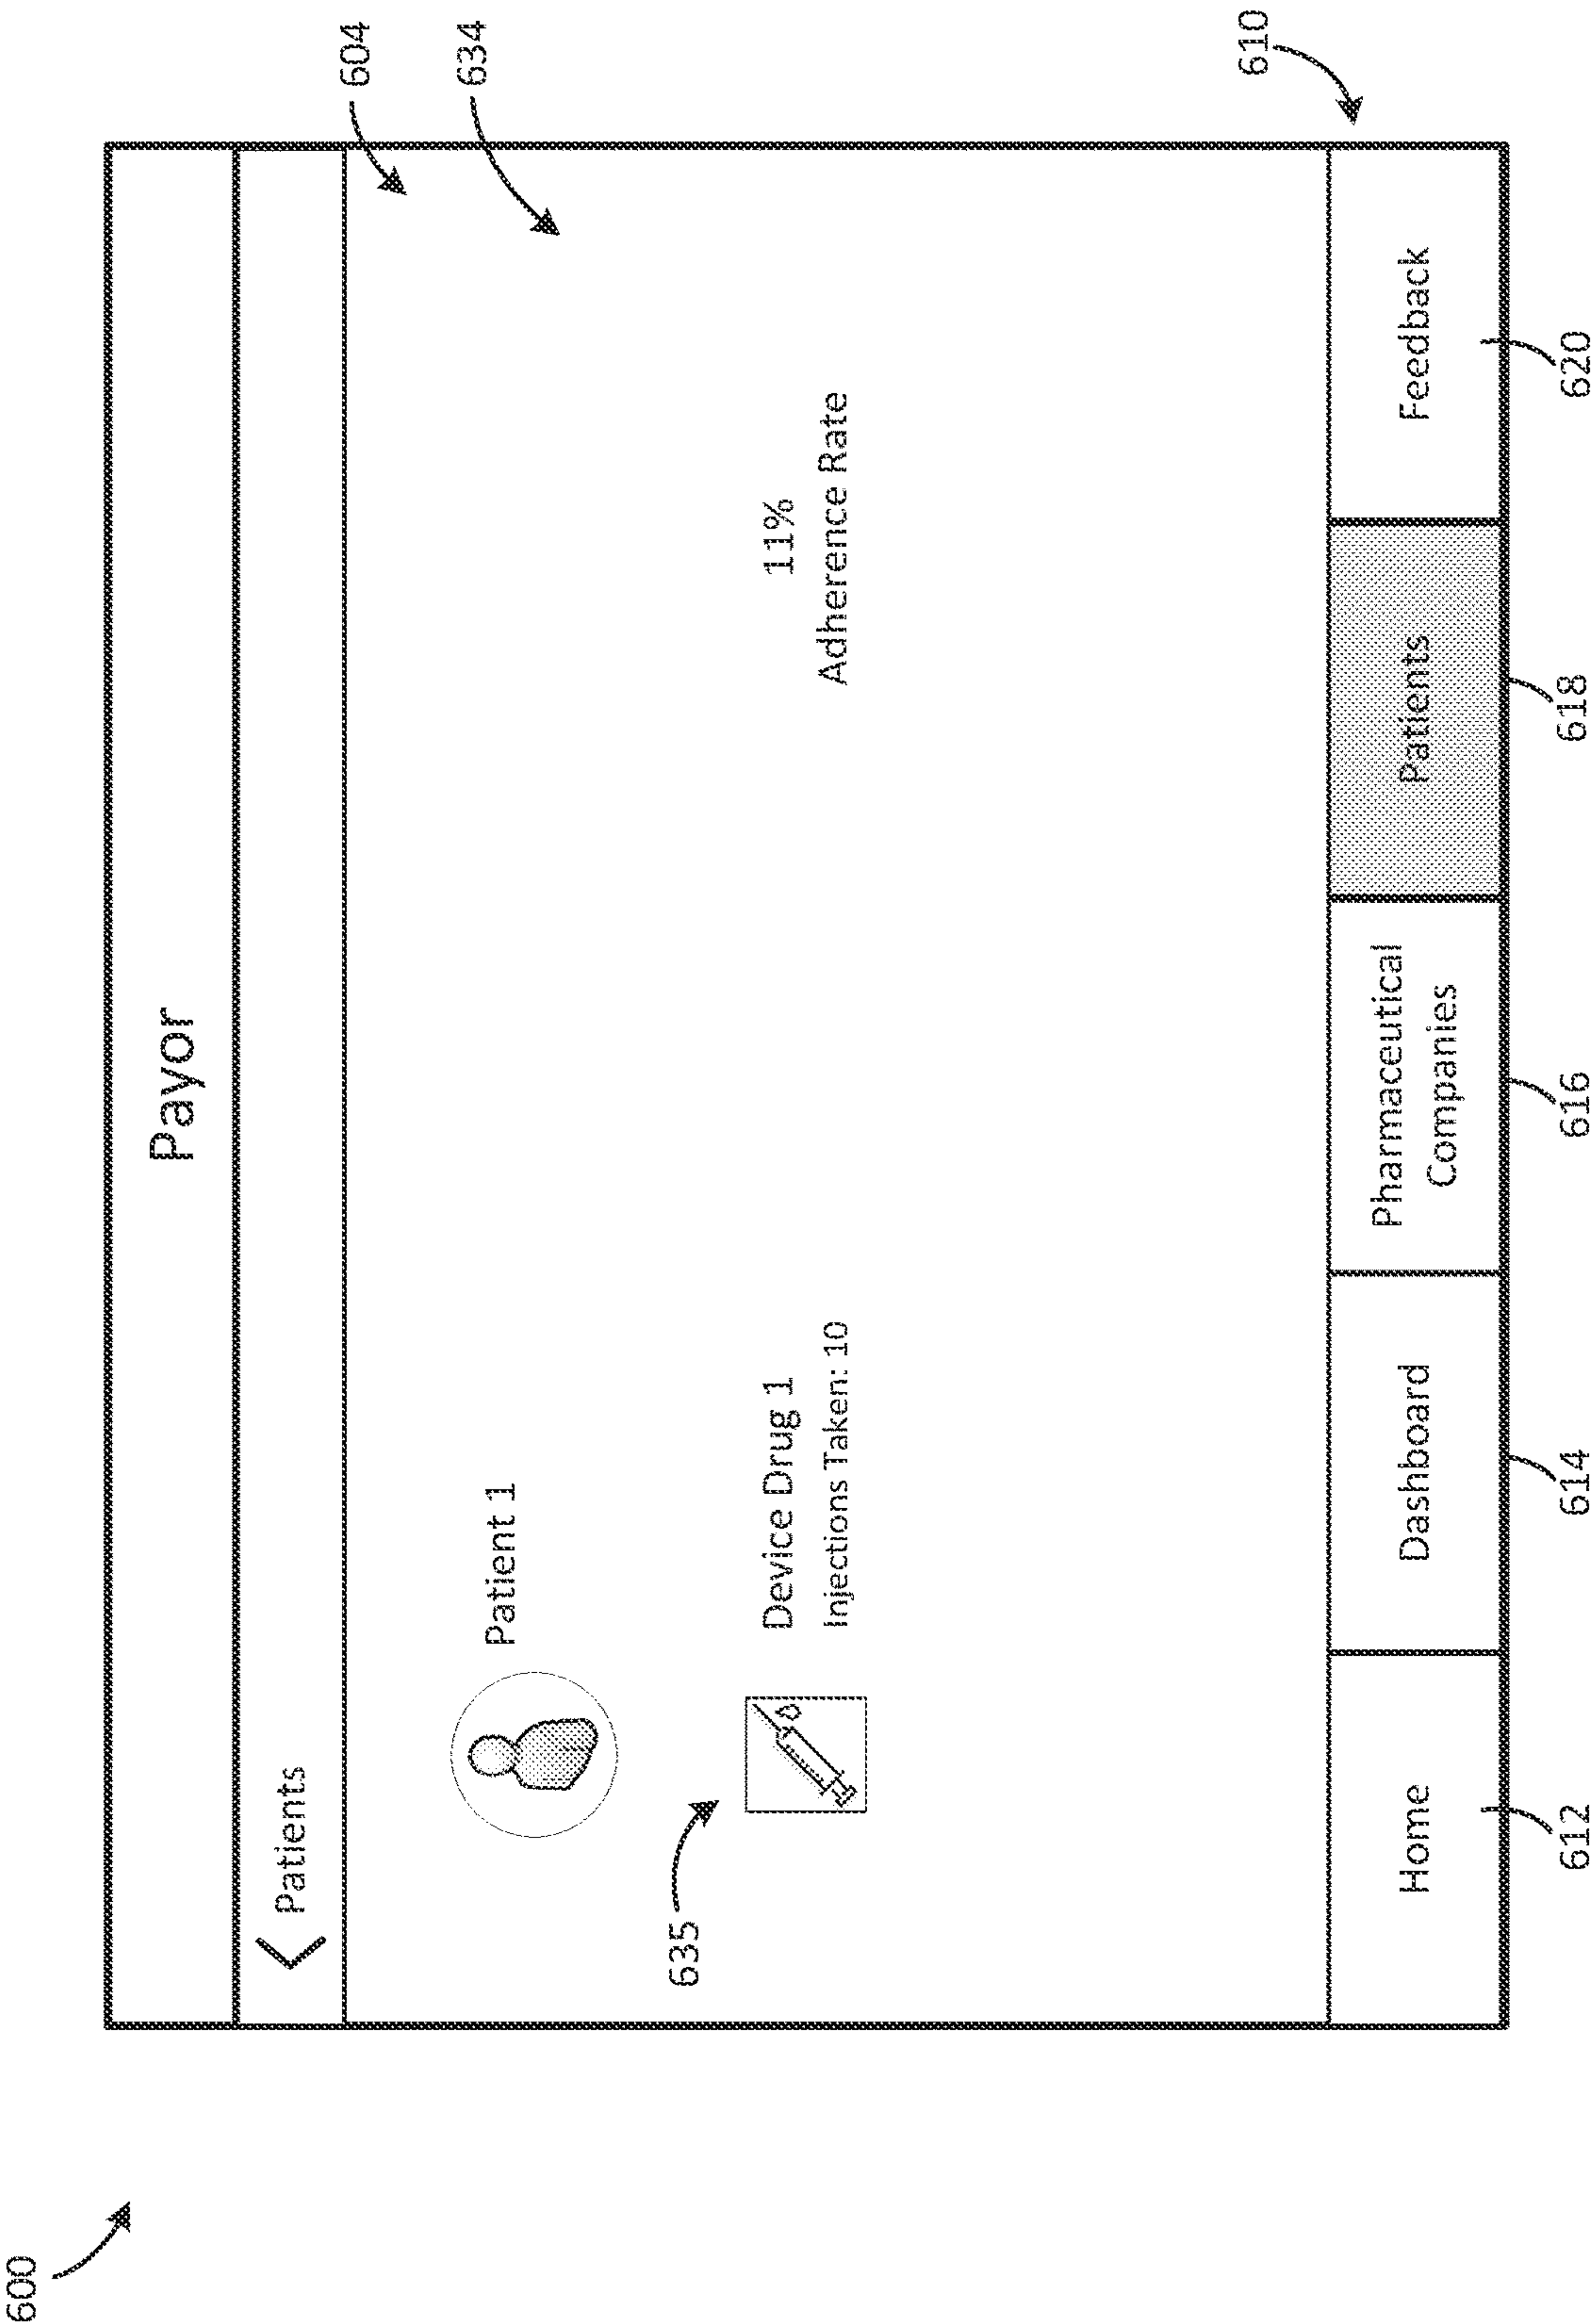 600
Payor
Patients
604
634
Patient 1
635
Device Drug 1
Injections Taken: 10
11%
Adherence Rate
610
Home
Dashboard
Pharmaceutical
Companies
Patients
Feedback
612
614
616
618
620